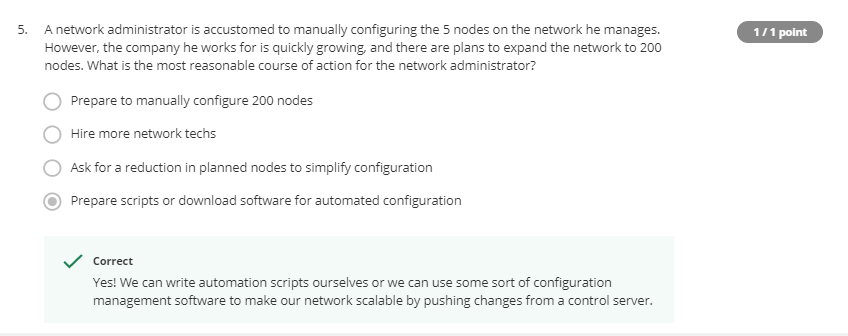 5. A network administrator is accustomed to manually configuring the 5 nodes on the network he manages.
1 / 1 point
However, the company he works for is quickly growing, and there are plans to expand the network to 200
nodes. What is the most reasonable course of action for the network administrator?
Prepare to manually configure 200 nodes
Hire more network techs
Ask for a reduction in planned nodes to simplify configuration
Prepare scripts or download software for automated configuration
Correct
Yes! We can write automation scripts ourselves or we can use some sort of configuration
management software to make our network scalable by pushing changes from a control server.